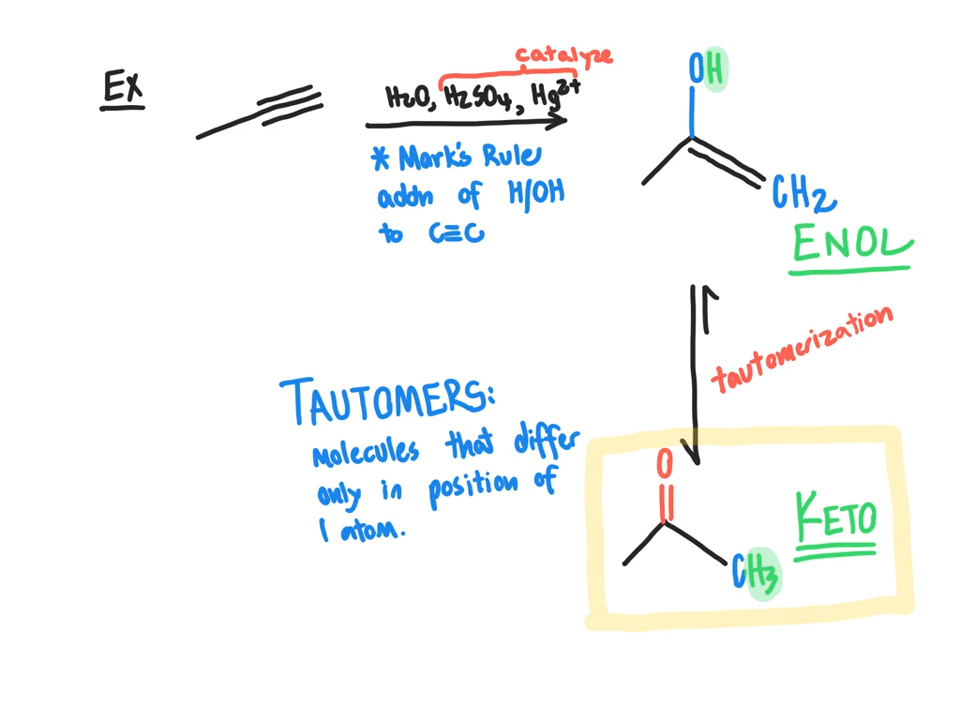 Ex
catalyze
H2O, H2SO4, Hg²⁺
* Mark's Rule
addn of H/OH
to C≡C
OH
CH2
ENOL
tautomerization
TAUTOMERS:
molecules that differ
only in position of
1 atom.
O
KETO
CH3